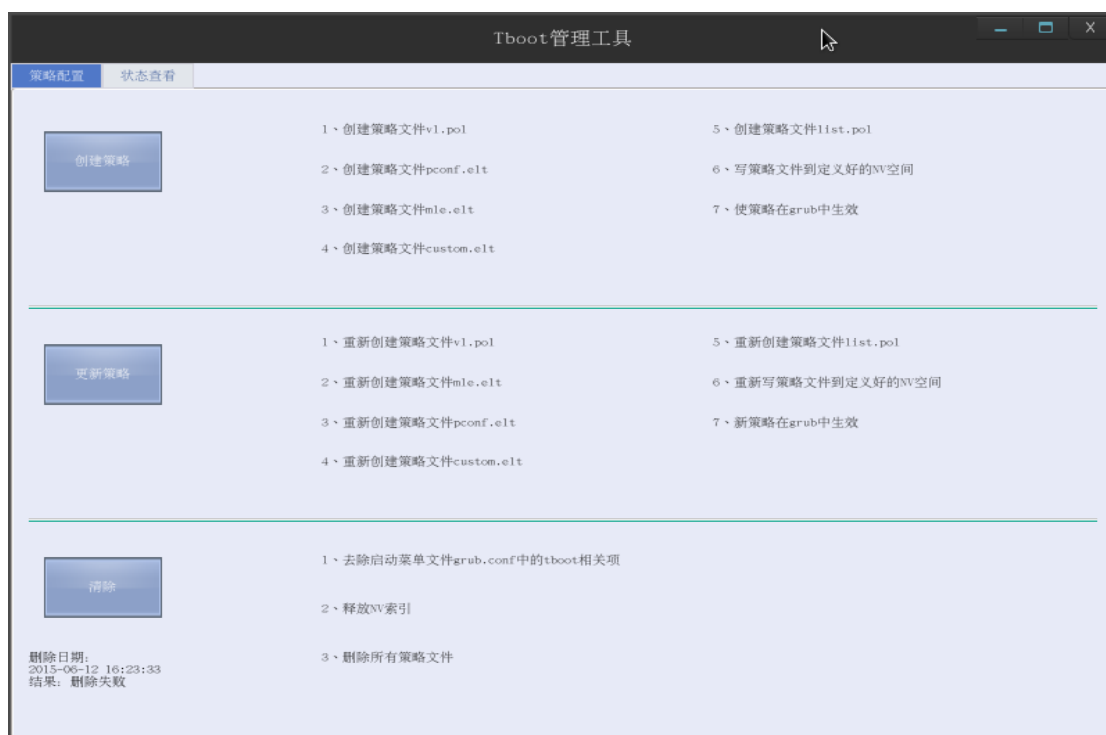 Tboot管理工具
策略配置 状态查看
创建策略
1、创建策略文件v1.pol
2、创建策略文件pconf.elt
3、创建策略文件mle.elt
4、创建策略文件custom.elt
5、创建策略文件list.pol
6、写策略文件到定义好的NV空间
7、使策略在grub中生效
更新策略
1、重新创建策略文件v1.pol
2、重新创建策略文件mle.elt
3、重新创建策略文件pconf.elt
4、重新创建策略文件custom.elt
5、重新创建策略文件list.pol
6、重新写策略文件到定义好的NV空间
7、新策略在grub中生效
清除
1、去除启动菜单文件grub.conf中的tboot相关项
2、释放NV索引
3、删除所有策略文件
删除日期:
2015-06-12 16:23:33
结果: 删除失败